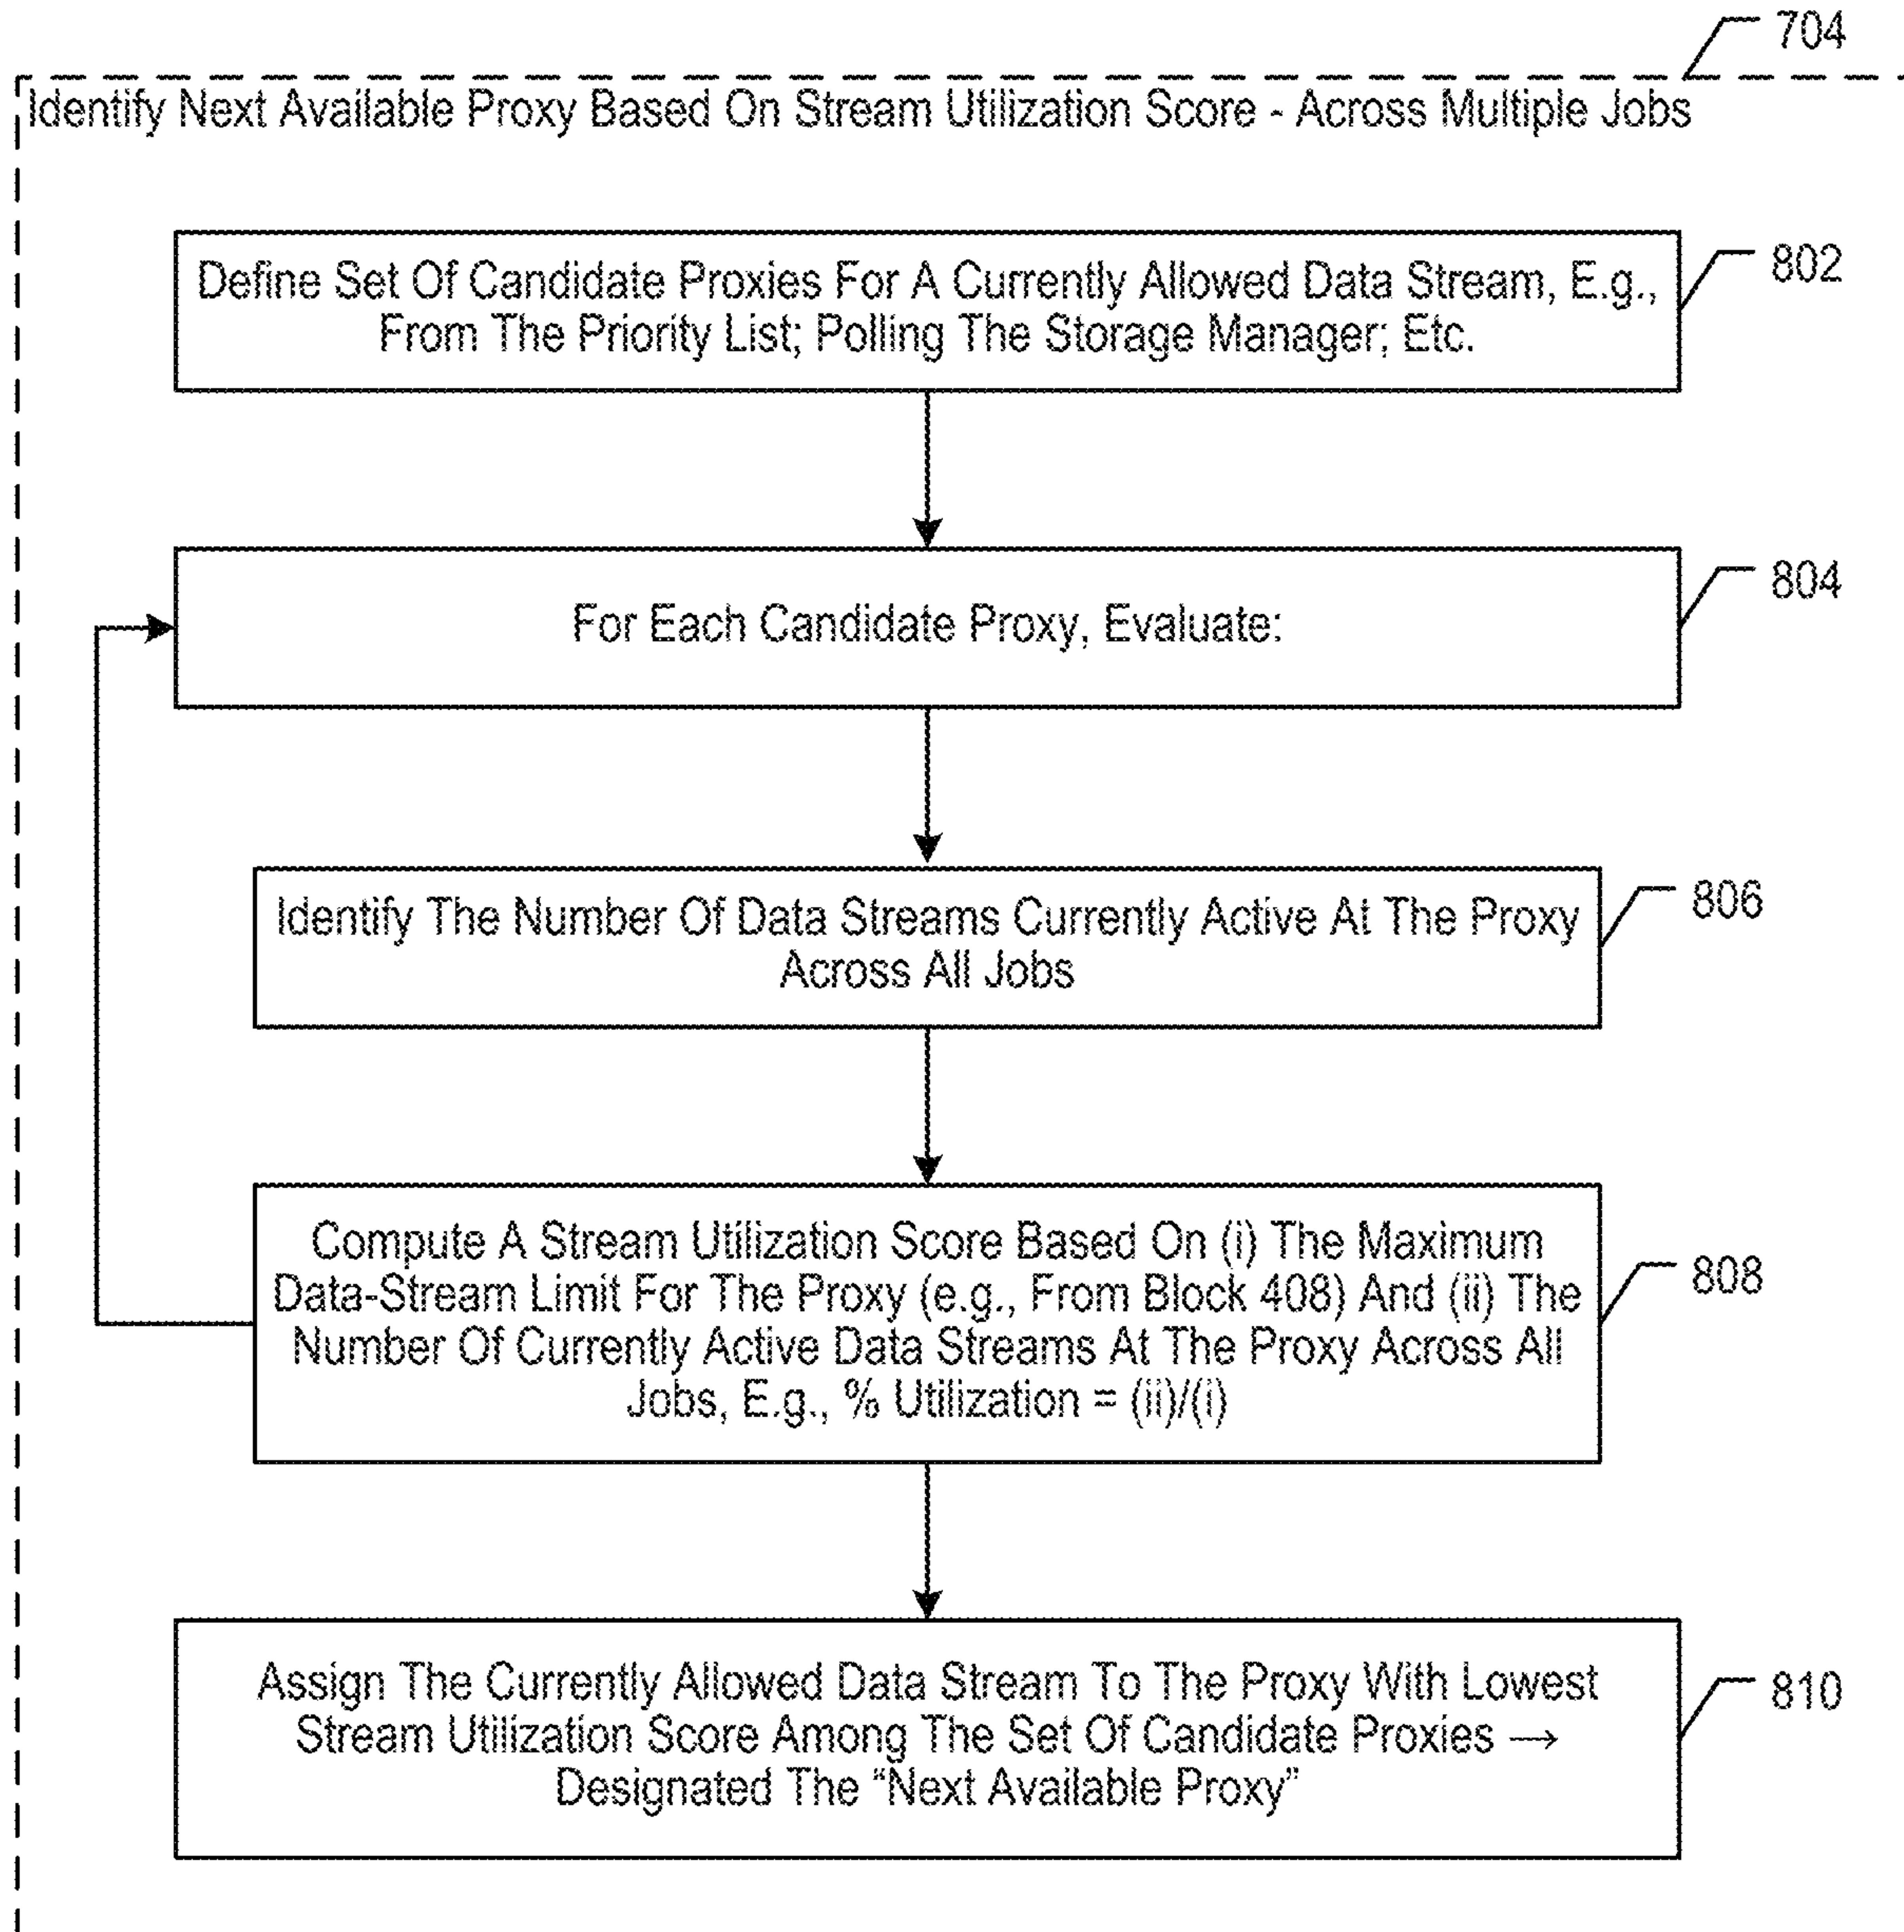 704
Identify Next Available Proxy Based On Stream Utilization Score - Across Multiple Jobs
Define Set Of Candidate Proxies For A Currently Allowed Data Stream, E.g.,
From The Priority List; Polling The Storage Manager; Etc.
802
For Each Candidate Proxy, Evaluate:
804
Identify The Number Of Data Streams Currently Active At The Proxy
Across All Jobs
806
Compute A Stream Utilization Score Based On (i) The Maximum
Data-Stream Limit For The Proxy (e.g., From Block 408) And (ii) The
Number Of Currently Active Data Streams At The Proxy Across All
Jobs, E.g., % Utilization = (ii)/(i)
808
Assign The Currently Allowed Data Stream To The Proxy With Lowest
Stream Utilization Score Among The Set Of Candidate Proxies →
Designated The “Next Available Proxy”
810